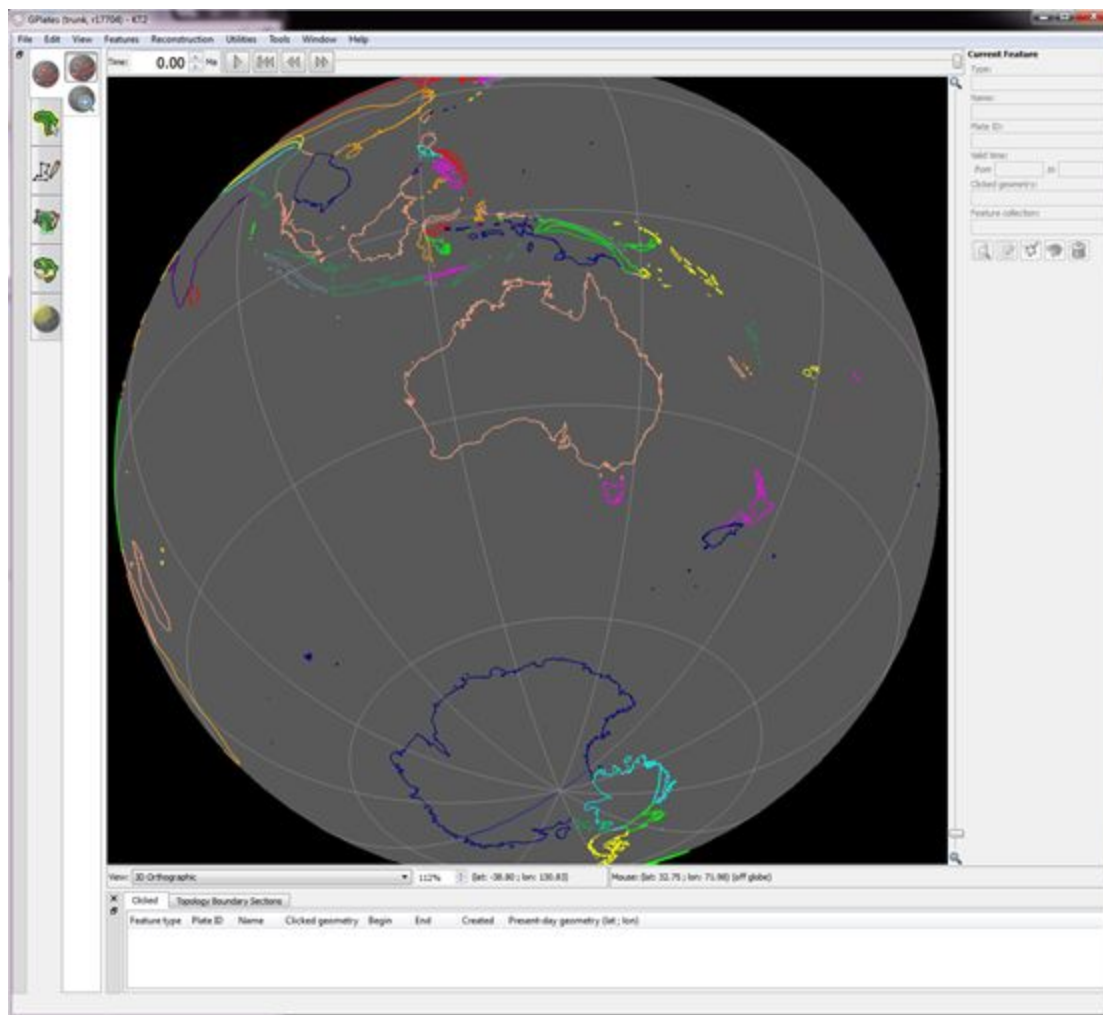 GPlates (trunk, r17704) - KT2
File Edit View Features Reconstruction Utilities Tools Window Help
Time: 0.00 Ma
Current Feature
Type:
Name:
Plate ID:
Valid time:
From to
Clicked geometry:
Feature collection:
View: 3D Orthographic 112% (lat: -38.80 ; lon: 130.83) Mouse: (lat: 32.75 ; lon: 71.98) (off globe)
Clicked Topology Boundary Sections
Feature type Plate ID Name Clicked geometry Begin End Created Present-day geometry (lat ; lon)